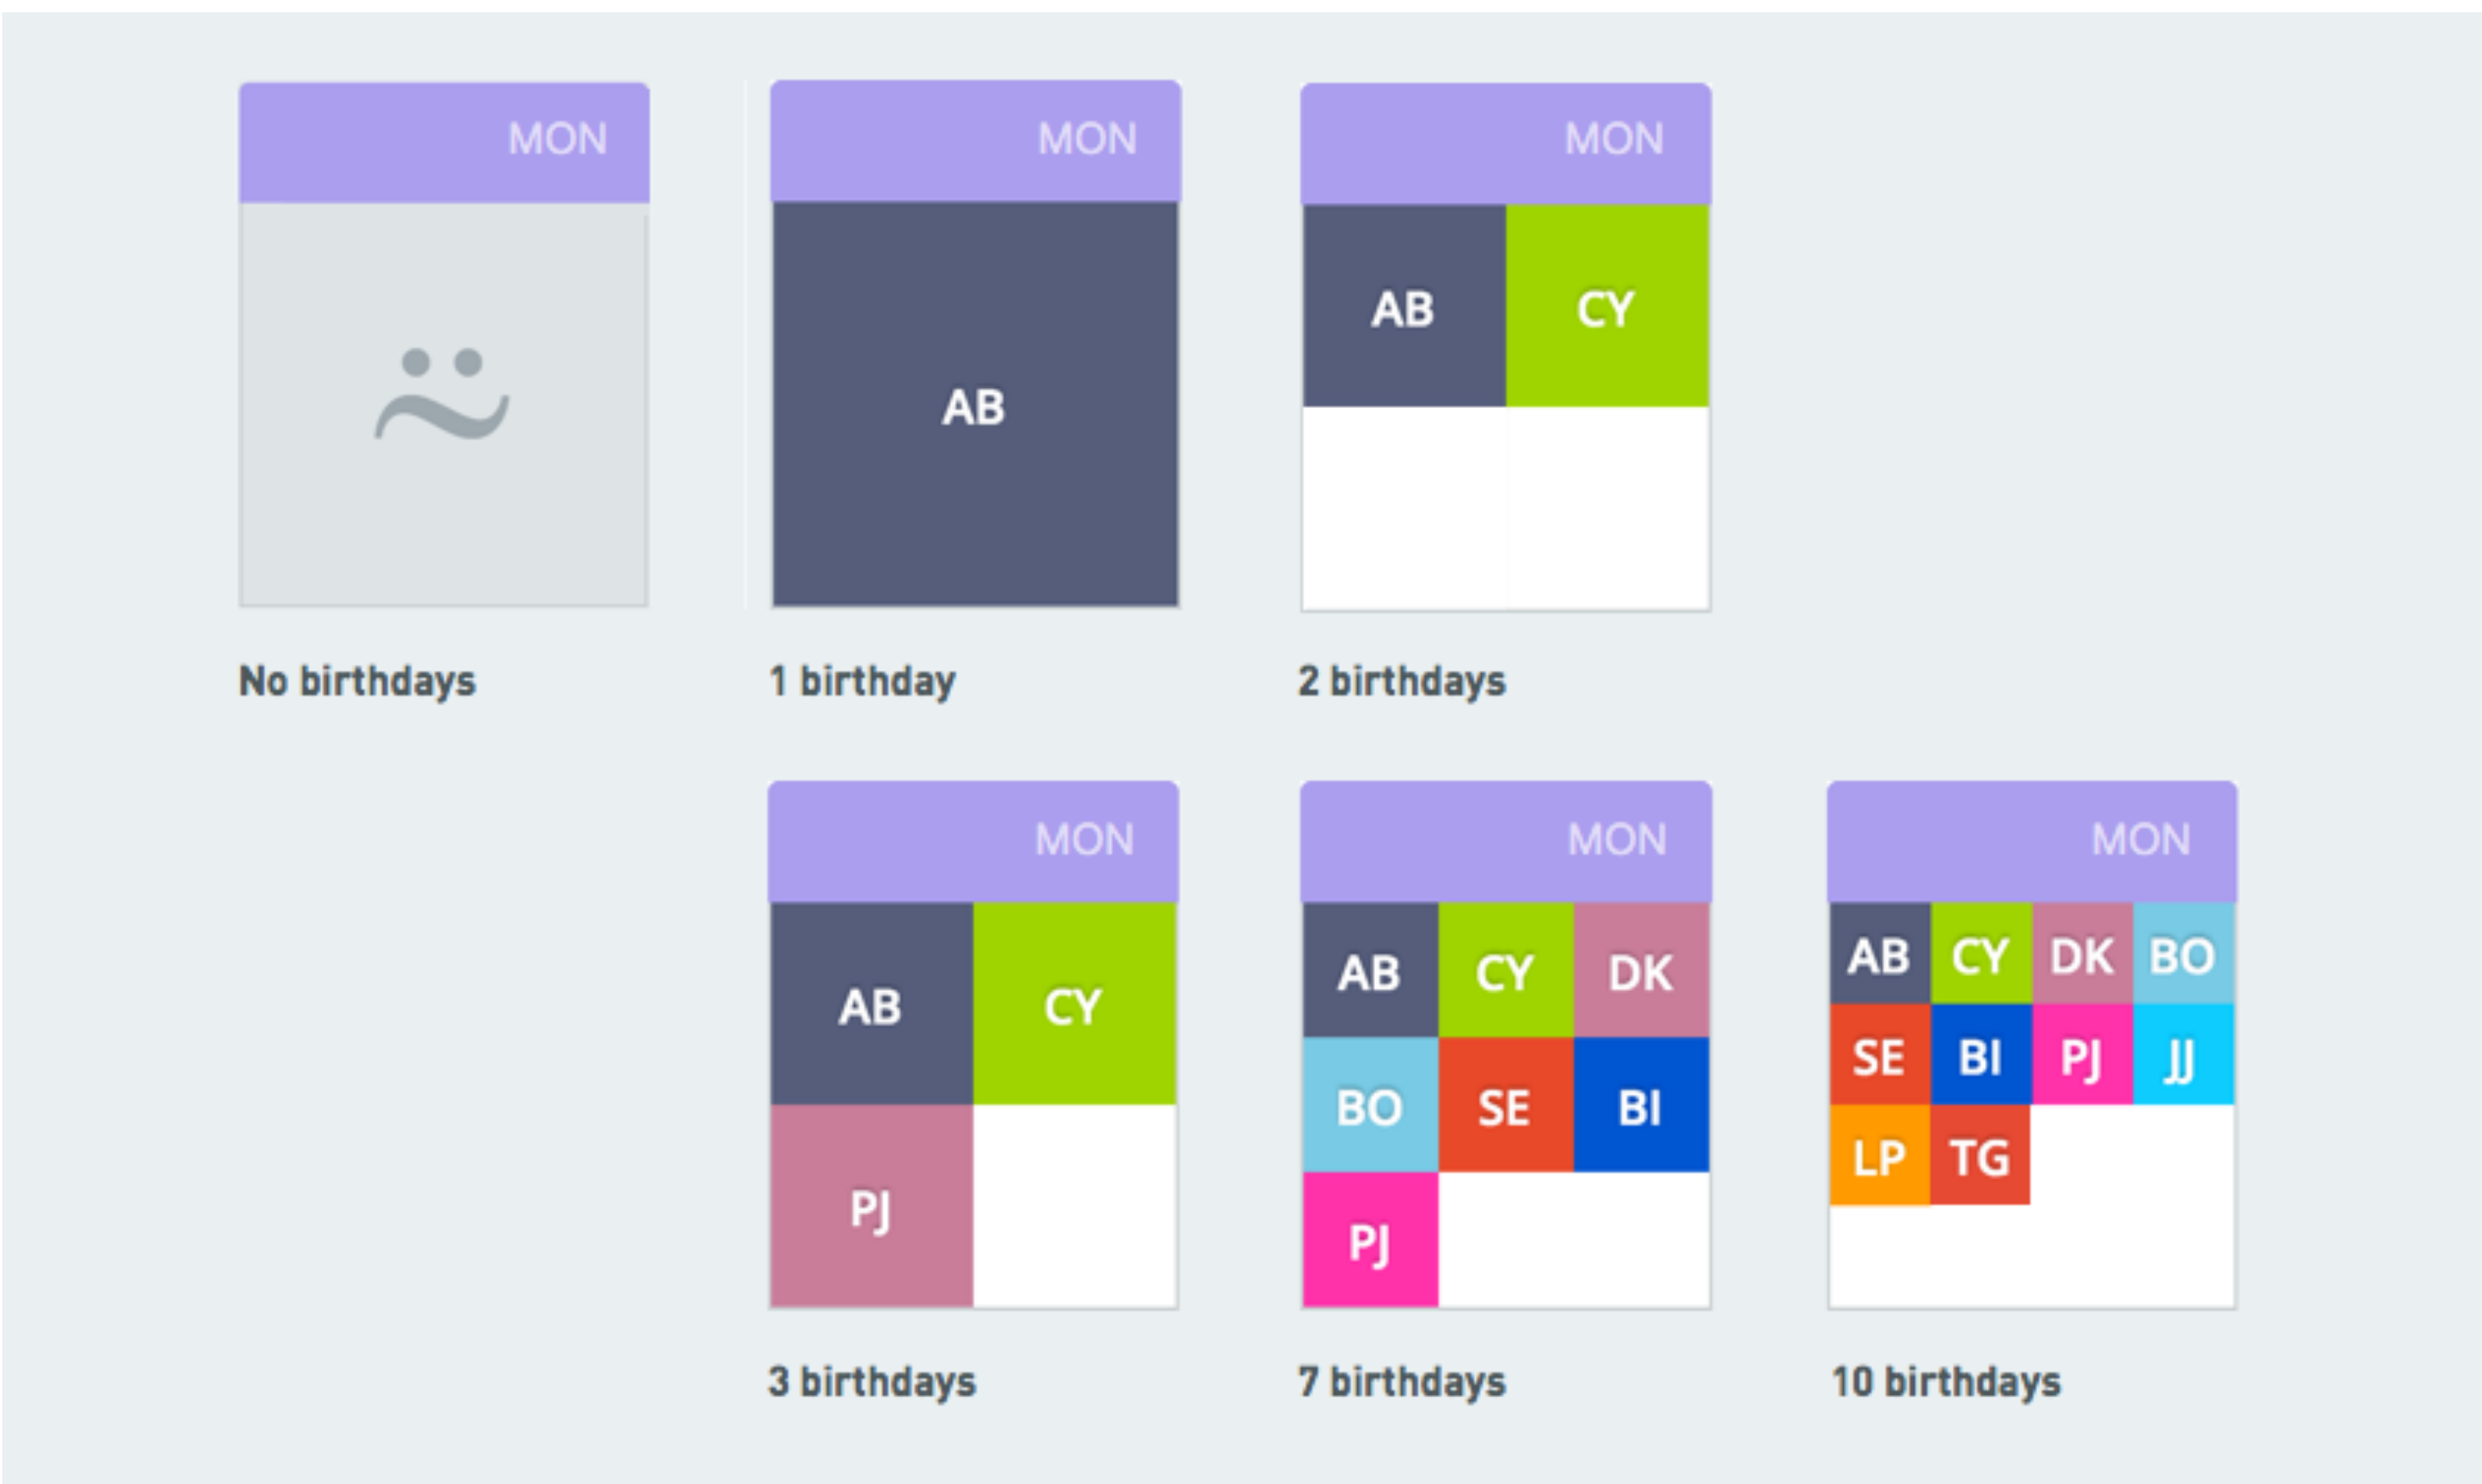 MON
No birthdays
MON
AB
1 birthday
MON
AB CY
2 birthdays
MON
AB CY
PJ
3 birthdays
MON
AB CY DK
BO SE BI
PJ
7 birthdays
MON
AB CY DK BO
SE BI PJ JJ
LP TG
10 birthdays